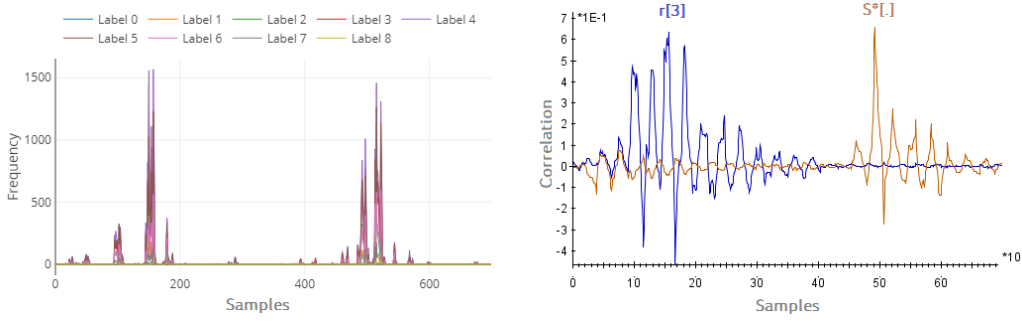 Label 0 Label 1 Label 2 Label 3 Label 4
Label 5 Label 6 Label 7 Label 8
1500
1000
500
0
Frequency
0 200 400 600
Samples
r[3] S*[.]
*1E-1
7
6
5
4
3
2
1
0
-1
-2
-3
-4
Correlation
0 10 20 30 40 50 60
*10
Samples